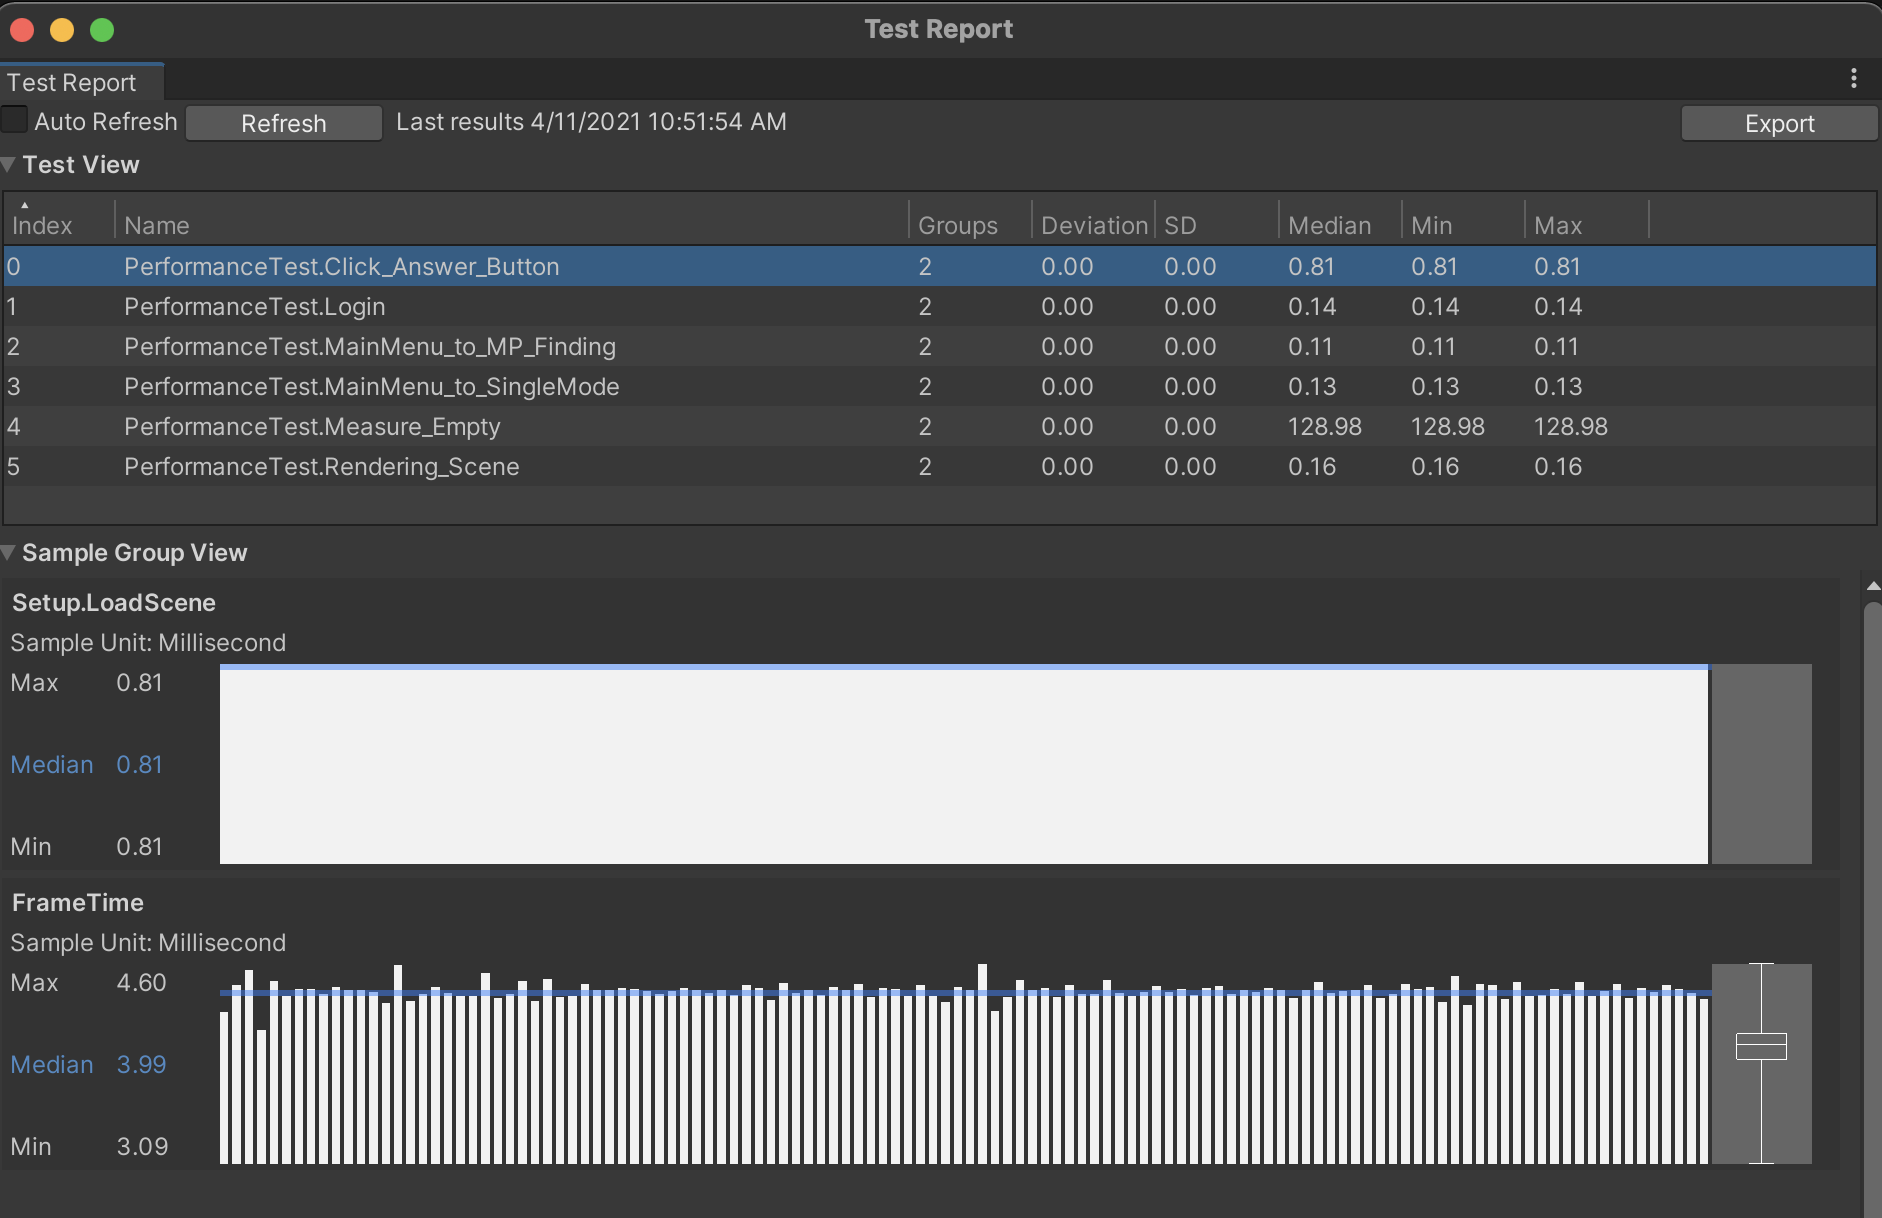 Test Report
Test Report
Auto Refresh Refresh Last results 4/11/2021 10:51:54 AM Export
Test View
Index Name Groups Deviation SD Median Min Max
0 PerformanceTest.Click_Answer_Button 2 0.00 0.00 0.81 0.81 0.81
1 PerformanceTest.Login 2 0.00 0.00 0.14 0.14 0.14
2 PerformanceTest.MainMenu_to_MP_Finding 2 0.00 0.00 0.11 0.11 0.11
3 PerformanceTest.MainMenu_to_SingleMode 2 0.00 0.00 0.13 0.13 0.13
4 PerformanceTest.Measure_Empty 2 0.00 0.00 128.98 128.98 128.98
5 PerformanceTest.Rendering_Scene 2 0.00 0.00 0.16 0.16 0.16
Sample Group View
Setup.LoadScene
Sample Unit: Millisecond
Max 0.81
Median 0.81
Min 0.81
FrameTime
Sample Unit: Millisecond
Max 4.60
Median 3.99
Min 3.09